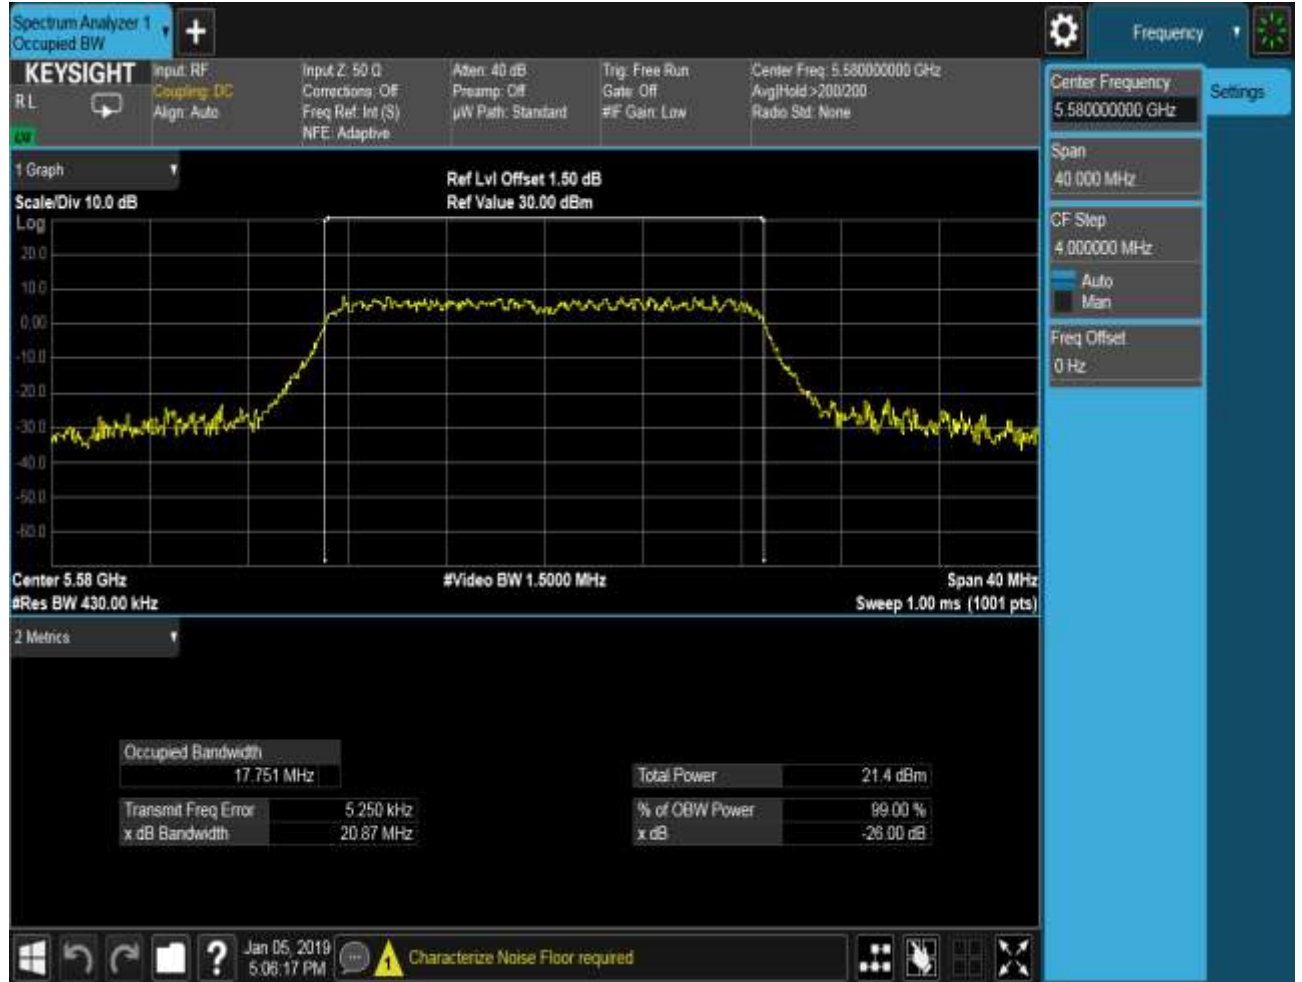 Spectrum Analyzer 1
Occupied BW
Frequency
KEYSIGHT
RL
Input: RF
Coupling: DC
Align: Auto
Input Z: 50 Ω
Corrections: Off
Freq Ref: Int (S)
NFE: Adaptive
Atten: 40 dB
Preamp: Off
µW Path: Standard
Trig: Free Run
Gate: Off
#IF Gain: Low
Center Freq: 5.580000000 GHz
Avg|Hold:>200/200
Radio Std: None
Center Frequency
5.580000000 GHz
Settings
Span
40.000 MHz
CF Step
4.000000 MHz
Auto
Man
Freq Offset
0 Hz
1 Graph
Scale/Div 10.0 dB
Ref Lvl Offset 1.50 dB
Ref Value 30.00 dBm
Log
20.0
10.0
0.00
-10.0
-20.0
-30.0
-40.0
-50.0
-60.0
Center 5.58 GHz
#Video BW 1.5000 MHz
Span 40 MHz
#Res BW 430.00 kHz
Sweep 1.00 ms (1001 pts)
2 Metrics
Occupied Bandwidth
17.751 MHz
Total Power 21.4 dBm
Transmit Freq Error 5.250 kHz
% of OBW Power 99.00 %
x dB Bandwidth 20.87 MHz
x dB -26.00 dB
?
Jan 05, 2019
5:06:17 PM
1
Characterize Noise Floor required